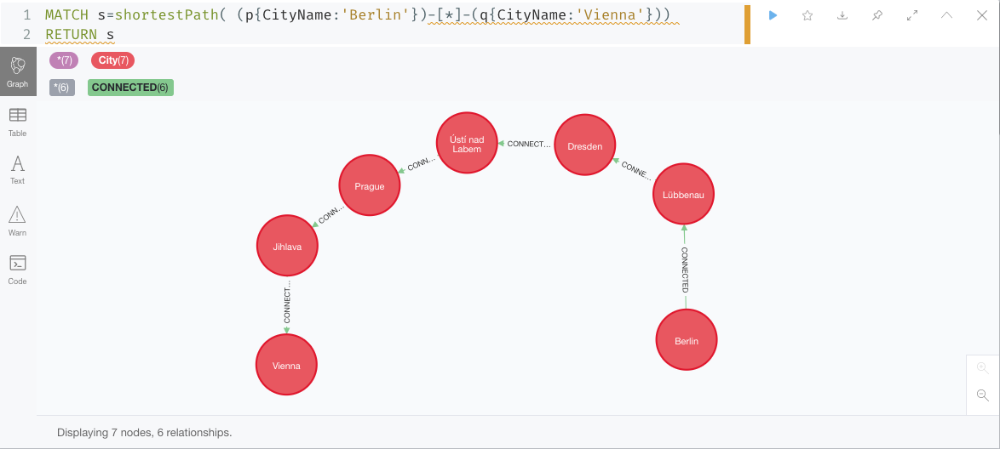 1 MATCH s=shortestPath( (p{CityName:'Berlin'})-[*]-(q{CityName:'Vienna'}))
2 RETURN s
*(7) City(7)
*(6) CONNECTED(6)
Graph
Table
Text
Warn
Code
Ústí nad
Labem
CONNECT...
Dresden
CONN...
CONNE...
Prague
Lübbenau
CONN...
Jihlava
CONNECTED
CONNECT...
Berlin
Vienna
Displaying 7 nodes, 6 relationships.